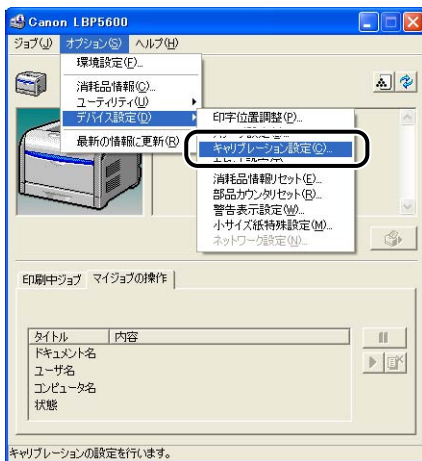 Canon LBP5600
ジョブ(J) オプション(S) ヘルプ(H)
環境設定(F)...
消耗品情報(C)...
ユーティリティ(U)
デバイス設定(D)
最新の情報に更新(R)
印字位置調整(P)...
キャリブレーション設定(C)...
消耗品情報リセット(E)...
部品カウンタリセット(R)...
警告表示設定(W)...
小サイズ紙特殊設定(M)...
ネットワーク設定(N)...
印刷中ジョブ マイジョブの操作
タイトル 内容
ドキュメント名
ユーザ名
コンピュータ名
状態
キャリブレーションの設定を行います。